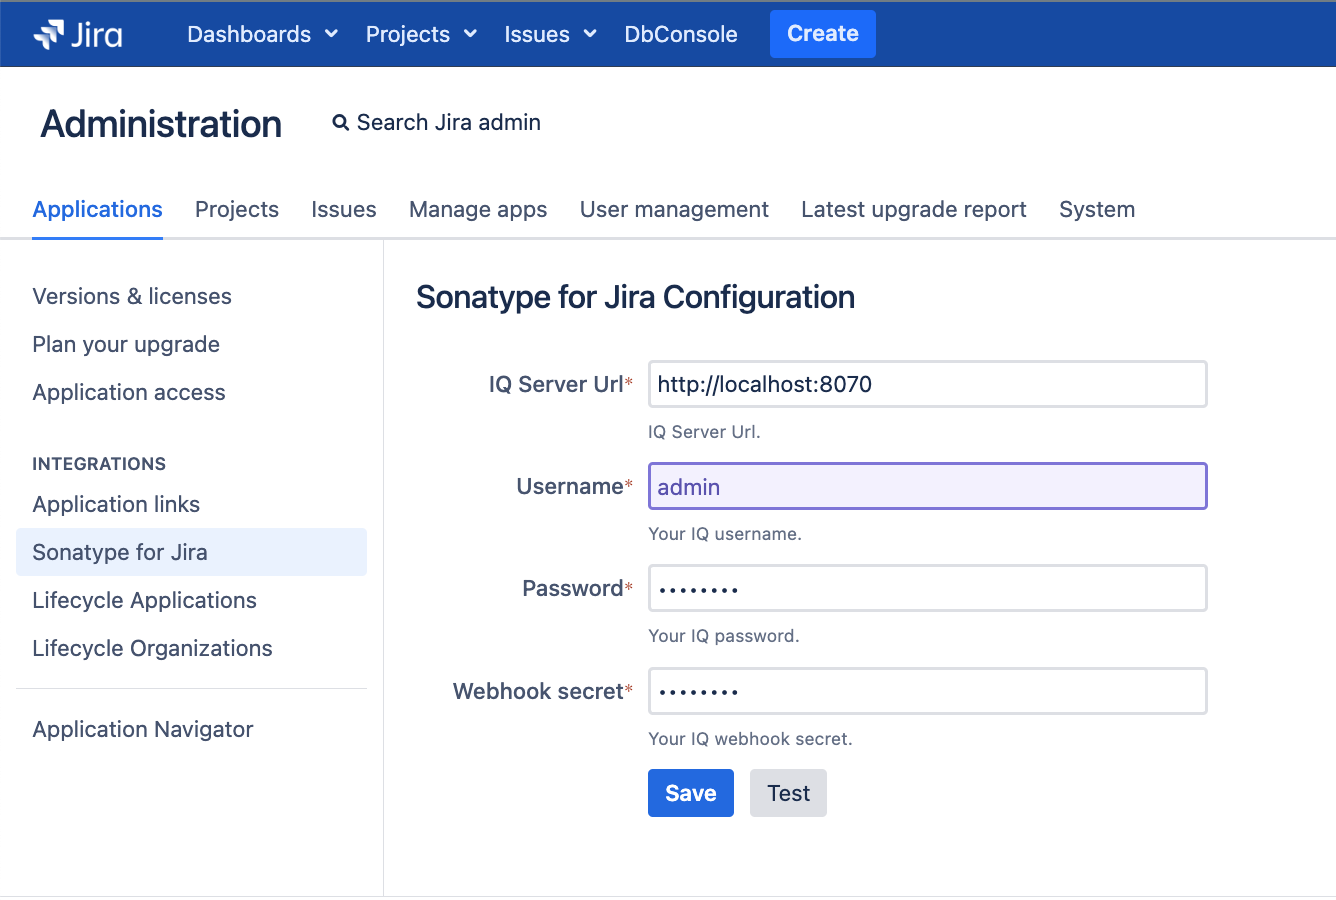 Jira Dashboards Projects Issues DbConsole Create
Administration Search Jira admin
Applications Projects Issues Manage apps User management Latest upgrade report System
Versions & licenses
Plan your upgrade
Application access
INTEGRATIONS
Application links
Sonatype for Jira
Lifecycle Applications
Lifecycle Organizations
Application Navigator
Sonatype for Jira Configuration
IQ Server Url* http://localhost:8070
IQ Server Url.
Username* admin
Your IQ username.
Password* ••••••••
Your IQ password.
Webhook secret* ••••••••
Your IQ webhook secret.
Save Test